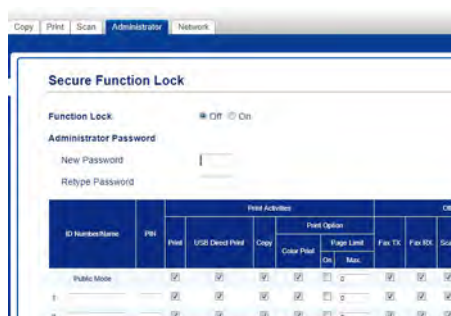 Copy Print Scan Administrator Network
Secure Function Lock
Function Lock Off On
Administrator Password
New Password
Retype Password
Print Activities
Print Option
ID Number/Name PIN Print USB Direct Print Copy Color Print Page Limit Fax TX Fax RX
On Max.
Public Mode 0
1 0